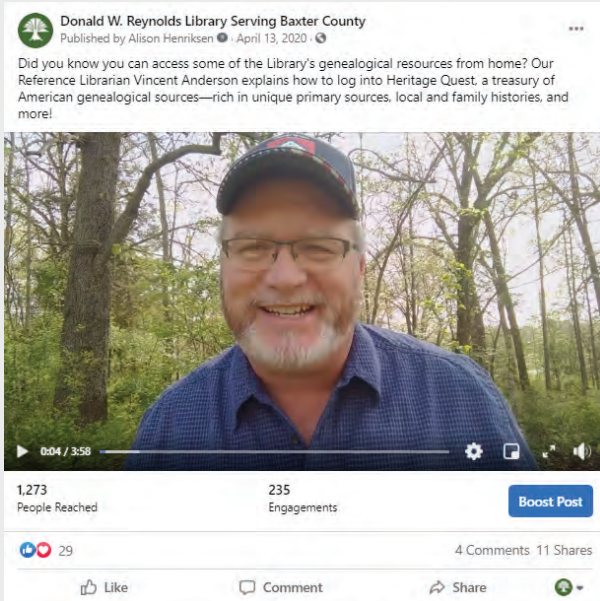 Donald W. Reynolds Library Serving Baxter County
Published by Alison Henriksen · April 13, 2020 ·
Did you know you can access some of the Library's genealogical resources from home? Our
Reference Librarian Vincent Anderson explains how to log into Heritage Quest, a treasury of
American genealogical sources—rich in unique primary sources, local and family histories, and
more!
0:04 / 3:58
1,273
235
People Reached
Engagements
Boost Post
29
4 Comments 11 Shares
Like
Comment
Share